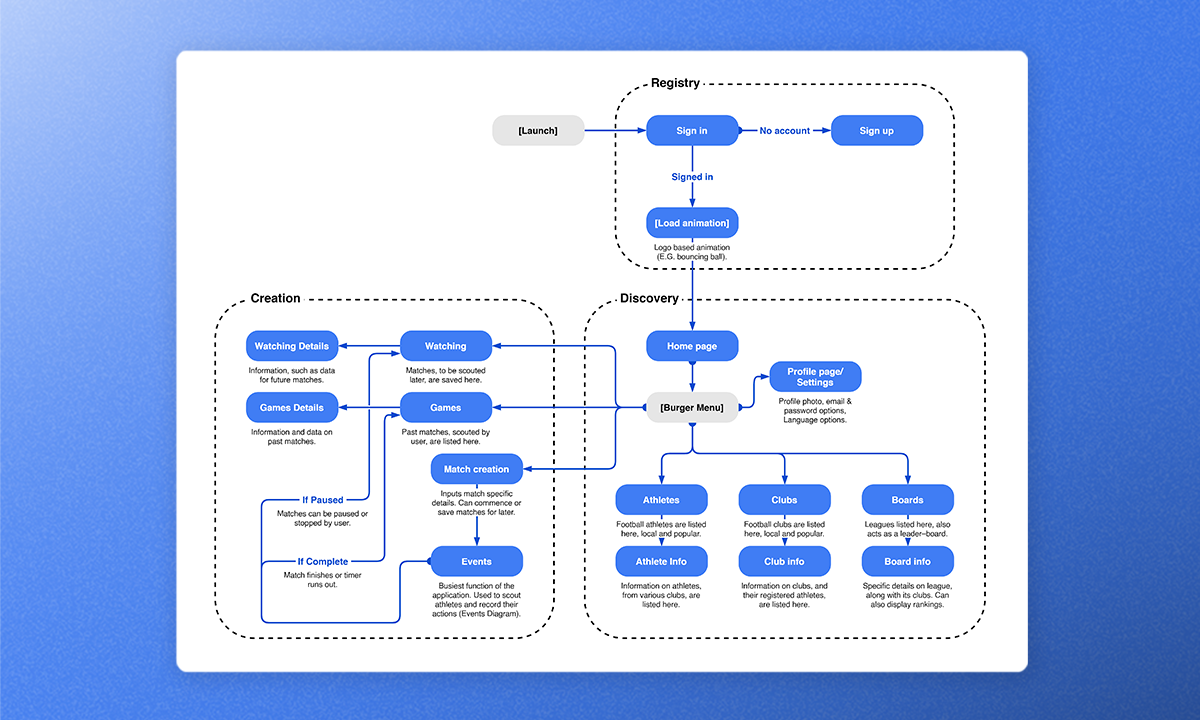 Registry
[Launch]
Sign in
No account
Sign up
Signed in
[Load animation]
Logo based animation
(E.G. bouncing ball).
Creation
Watching Details
Information, such as data
for future matches.
Watching
Matches, to be scouted
later, are saved here.
Games Details
Information and data on
past matches.
Games
Past matches, scouted by
user, are listed here.
Match creation
Inputs match specific
details. Can commence or
save matches for later.
If Paused
Matches can be paused or
stopped by user.
If Complete
Match finishes or timer
runs out.
Events
Busiest function of the
application. Used to scout
athletes and record their
actions (Events Diagram).
Discovery
Home page
[Burger Menu]
Profile page/
Settings
Profile photo, email &
password options,
Language options.
Athletes
Football athletes are listed
here, local and popular.
Clubs
Football clubs are listed
here, local and popular.
Boards
Leagues listed here, also
acts as a leader–board.
Athlete Info
Information on athletes,
from various clubs, are
listed here.
Club info
Information on clubs, and
their registered athletes,
are listed here.
Board info
Specific details on league,
along with its clubs. Can
also display rankings.